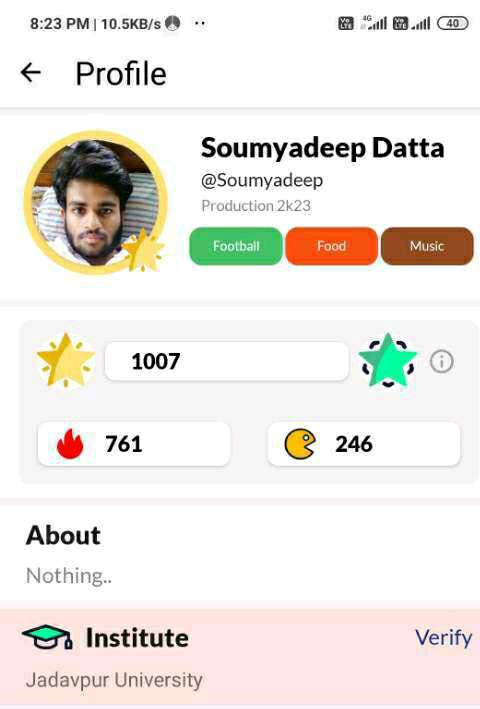 8:23 PM | 10.5KB/s
Vo LTE 4G Vo LTE 40
Profile
Soumyadeep Datta
@Soumyadeep
Production 2k23
Football Food Music
1007
761 246
About
Nothing..
Institute Verify
Jadavpur University